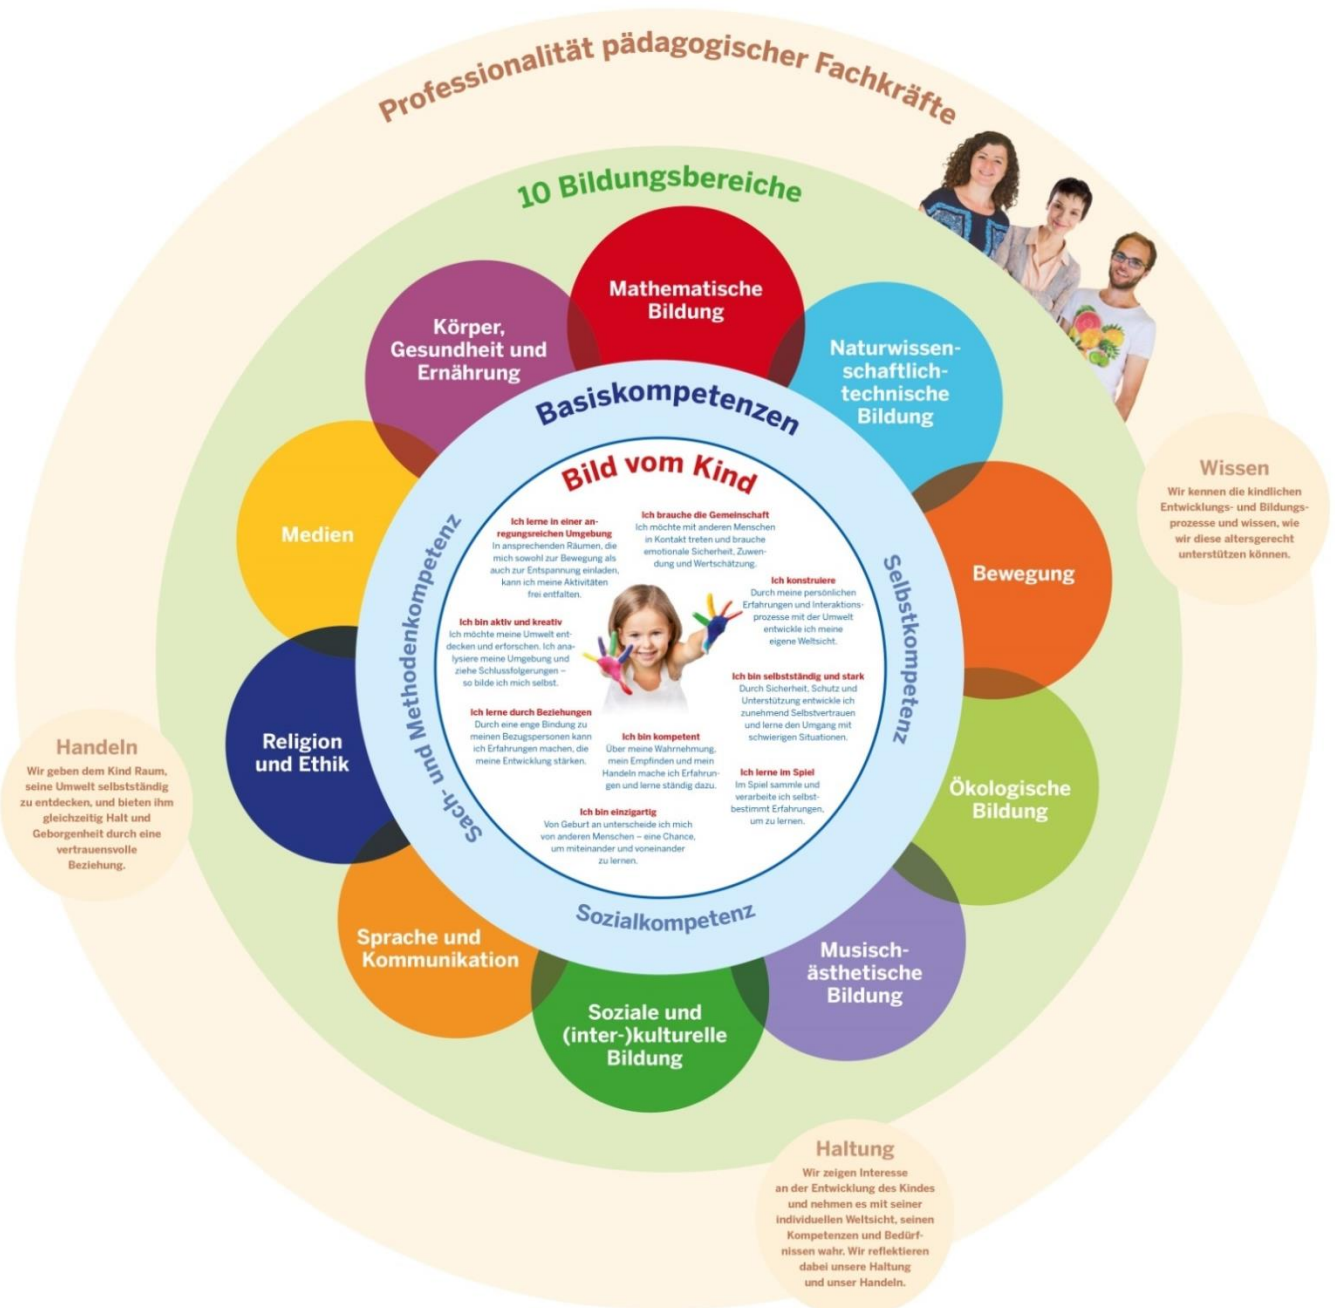 Professionalität pädagogischer Fachkräfte
10 Bildungsbereiche
Mathematische
Bildung
Naturwissen-
schaftlich-
technische
Bildung
Bewegung
Ökologische
Bildung
Musisch-
ästhetische
Bildung
Soziale und
(inter-)kulturelle
Bildung
Sprache und
Kommunikation
Religion
und Ethik
Medien
Körper,
Gesundheit und
Ernährung
Basiskompetenzen
Selbstkompetenz
Sozialkompetenz
Sach- und Methodenkompetenz
Bild vom Kind
Ich lerne in einer an-
regungsreichen Umgebung
In ansprechenden Räumen, die
mich sowohl zur Bewegung als
auch zur Entspannung einladen,
kann ich meine Aktivitäten
frei entfalten.
Ich brauche die Gemeinschaft
Ich möchte mit anderen Menschen
in Kontakt treten und brauche
emotionale Sicherheit, Zuwen-
dung und Wertschätzung.
Ich konstruiere
Durch meine persönlichen
Erfahrungen und Interaktions-
prozesse mit der Umwelt
entwickle ich meine
eigene Weltsicht.
Ich bin aktiv und kreativ
Ich möchte meine Umwelt ent-
decken und erforschen. Ich ana-
lysiere meine Umgebung und
ziehe Schlussfolgerungen –
so bilde ich mich selbst.
Ich bin selbstständig und stark
Durch Sicherheit, Schutz und
Unterstützung entwickle ich
zunehmend Selbstvertrauen
und lerne den Umgang mit
schwierigen Situationen.
Ich lerne durch Beziehungen
Durch eine enge Bindung zu
meinen Bezugspersonen kann
ich Erfahrungen machen, die
meine Entwicklung stärken.
Ich bin kompetent
Über meine Wahrnehmung,
mein Empfinden und mein
Handeln mache ich Erfahrun-
gen und lerne ständig dazu.
Ich lerne im Spiel
Im Spiel sammle und
verarbeite ich selbst-
bestimmt Erfahrungen,
um zu lernen.
Ich bin einzigartig
Von Geburt an unterscheide ich mich
von anderen Menschen – eine Chance,
um miteinander und voneinander
zu lernen.
Wissen
Wir kennen die kindlichen
Entwicklungs- und Bildungs-
prozesse und wissen, wie
wir diese altersgerecht
unterstützen können.
Handeln
Wir geben dem Kind Raum,
seine Umwelt selbstständig
zu entdecken, und bieten ihm
gleichzeitig Halt und
Geborgenheit durch eine
vertrauensvolle
Beziehung.
Haltung
Wir zeigen Interesse
an der Entwicklung des Kindes
und nehmen es mit seiner
individuellen Weltsicht, seinen
Kompetenzen und Bedürf-
nissen wahr. Wir reflektieren
dabei unsere Haltung
und unser Handeln.